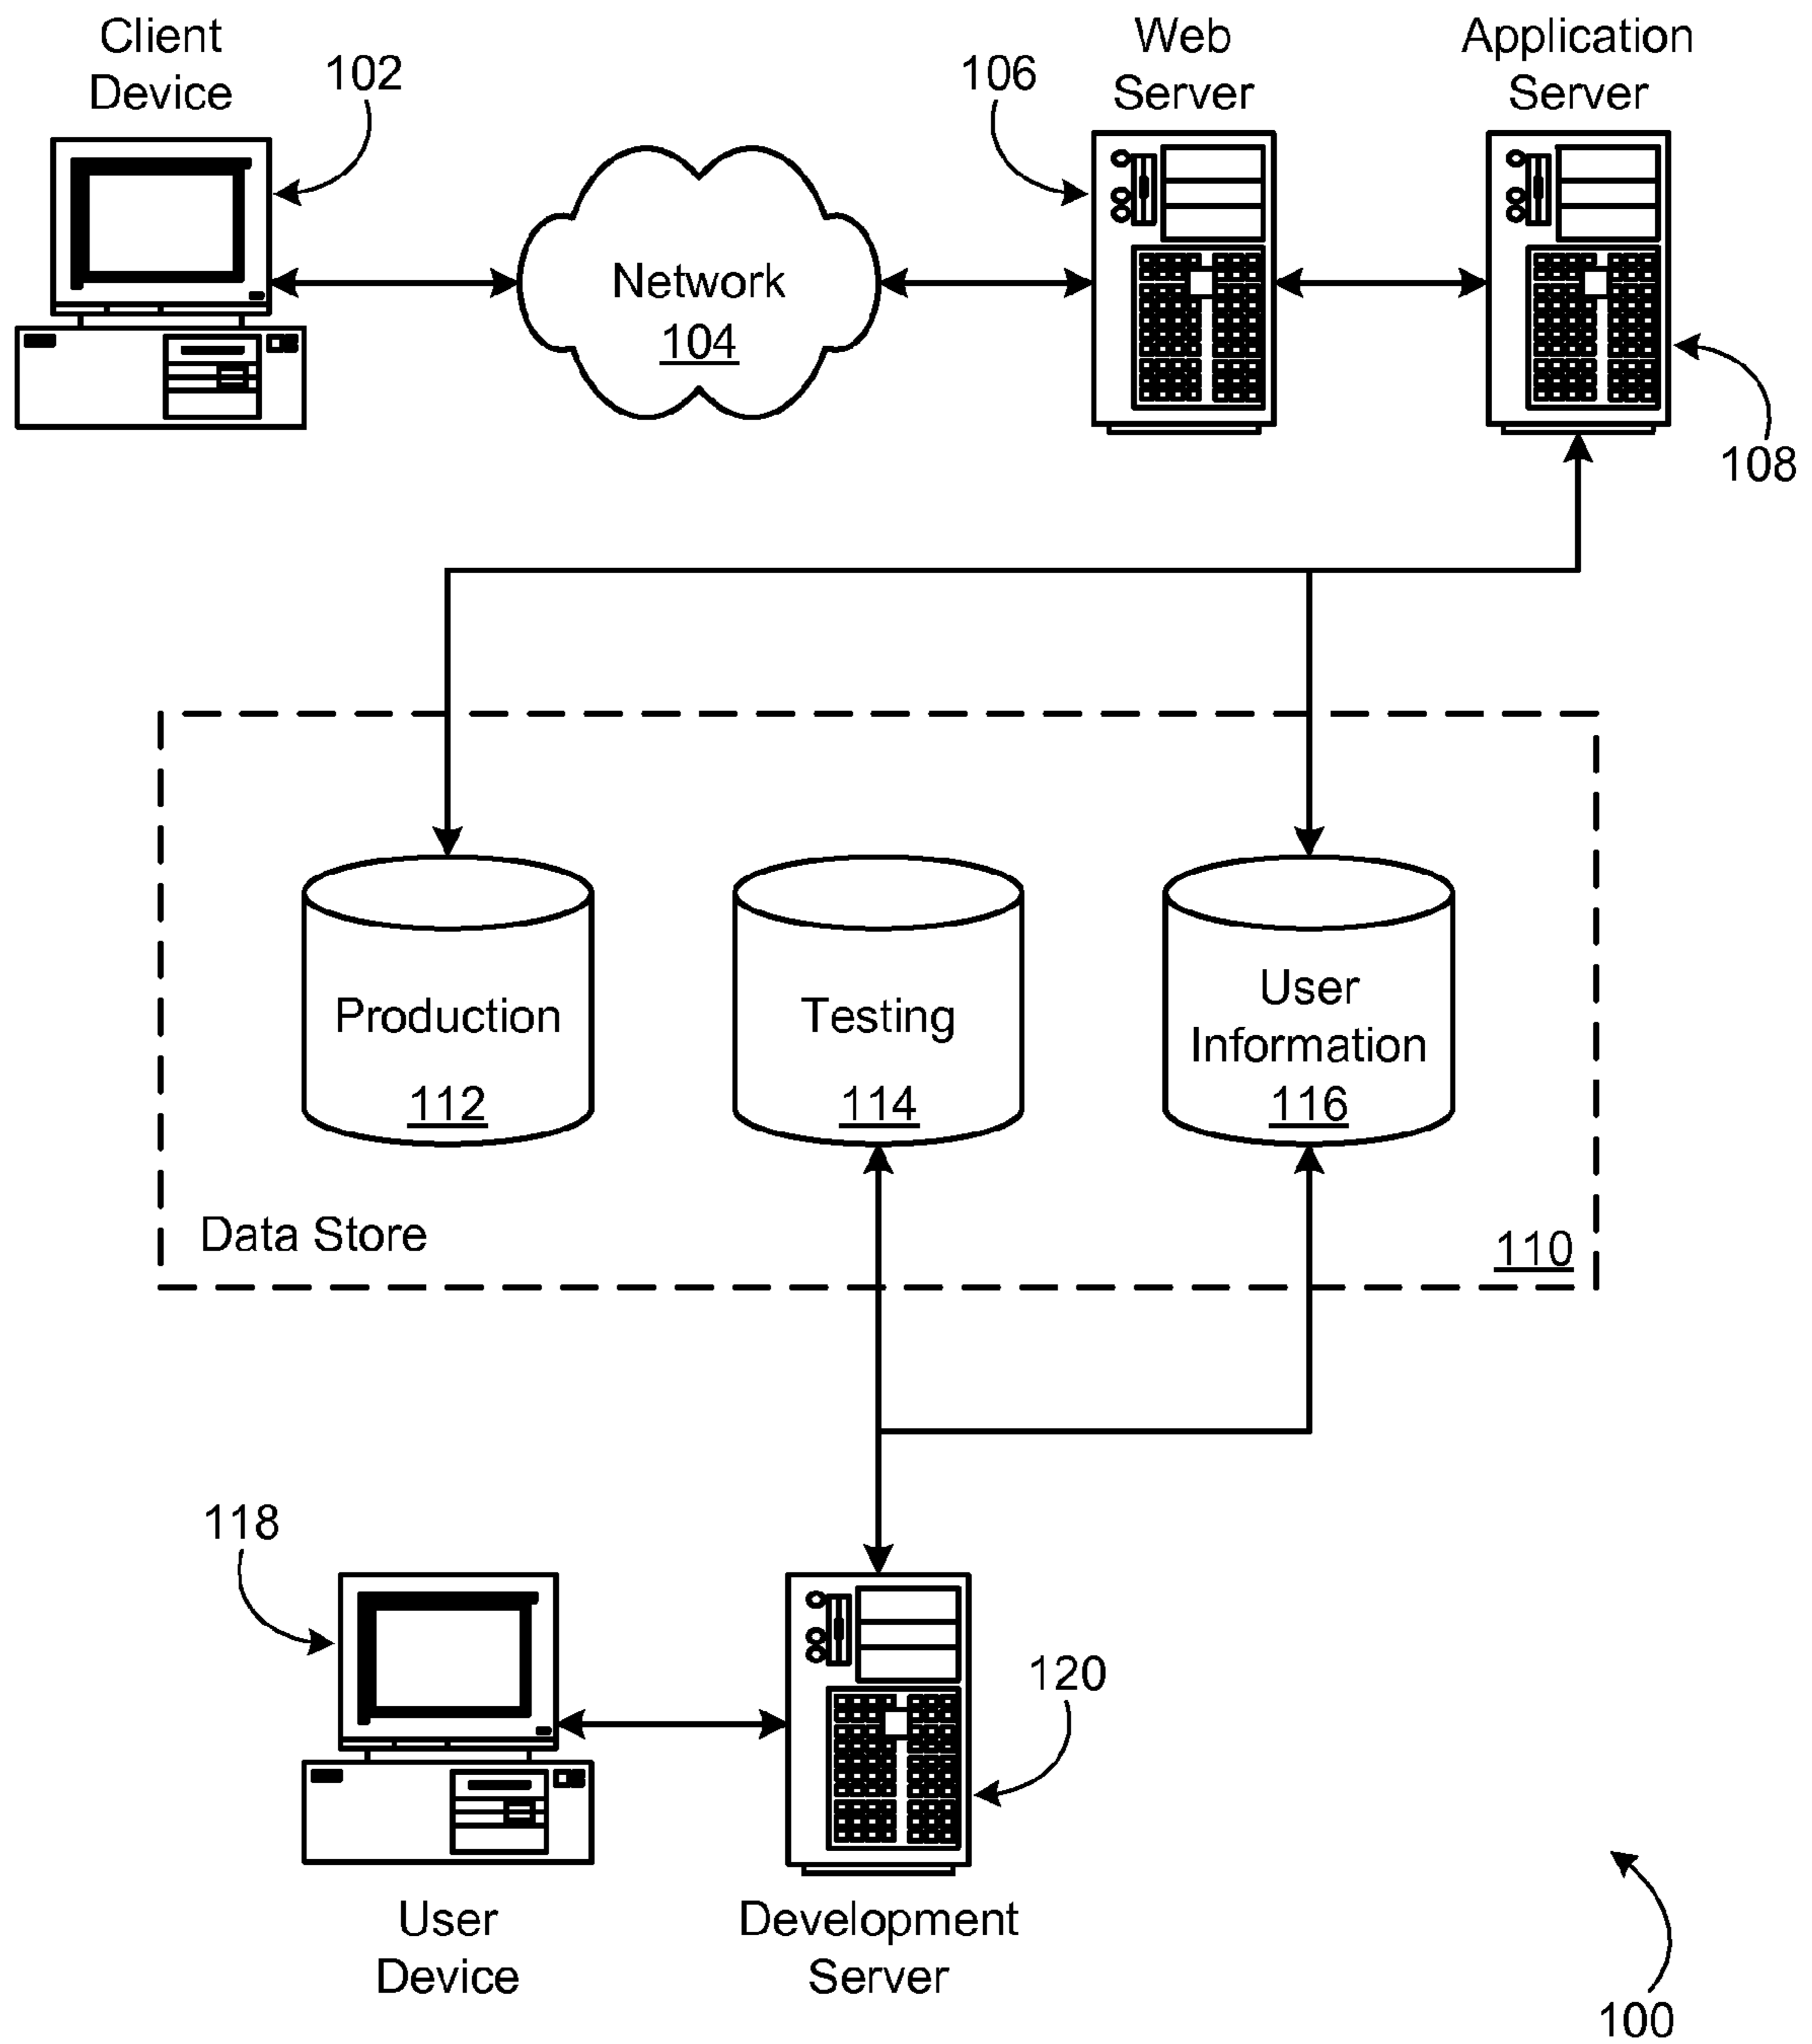 Client
Device
102
106
Web
Server
Application
Server
Network
104
108
Production
112
Testing
114
User
Information
116
Data Store
110
118
120
User
Device
Development
Server
100